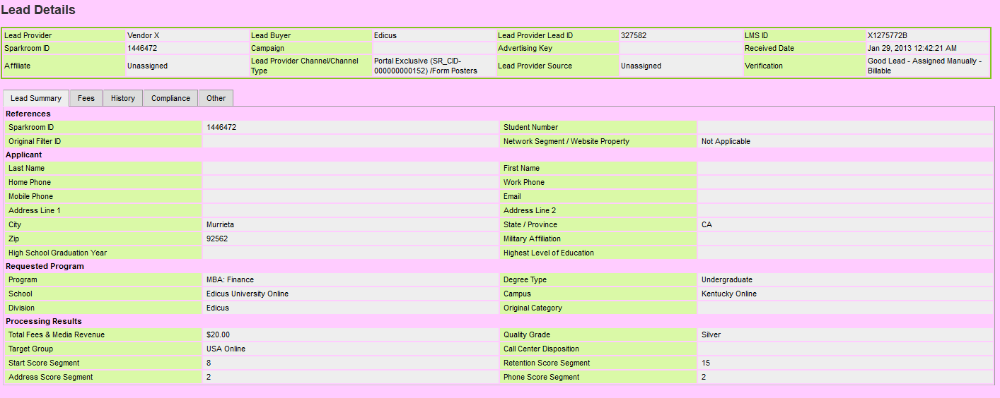 Lead Details
Lead Provider Vendor X Lead Buyer Edicus Lead Provider Lead ID 327582 LMS ID X1275772B
Sparkroom ID 1446472 Campaign Advertising Key Received Date Jan 29, 2013 12:42:21 AM
Affiliate Unassigned Lead Provider Channel/Channel Type Portal Exclusive (SR_CID-000000000152) /Form Posters Lead Provider Source Unassigned Verification Good Lead - Assigned Manually - Billable
Lead Summary Fees History Compliance Other
References
Sparkroom ID 1446472 Student Number
Original Filter ID Network Segment / Website Property Not Applicable
Applicant
Last Name First Name
Home Phone Work Phone
Mobile Phone Email
Address Line 1 Address Line 2
City Murrieta State / Province CA
Zip 92562 Military Affiliation
High School Graduation Year Highest Level of Education
Requested Program
Program MBA: Finance Degree Type Undergraduate
School Edicus University Online Campus Kentucky Online
Division Edicus Original Category
Processing Results
Total Fees & Media Revenue $20.00 Quality Grade Silver
Target Group USA Online Call Center Disposition
Start Score Segment 8 Retention Score Segment 15
Address Score Segment 2 Phone Score Segment 2